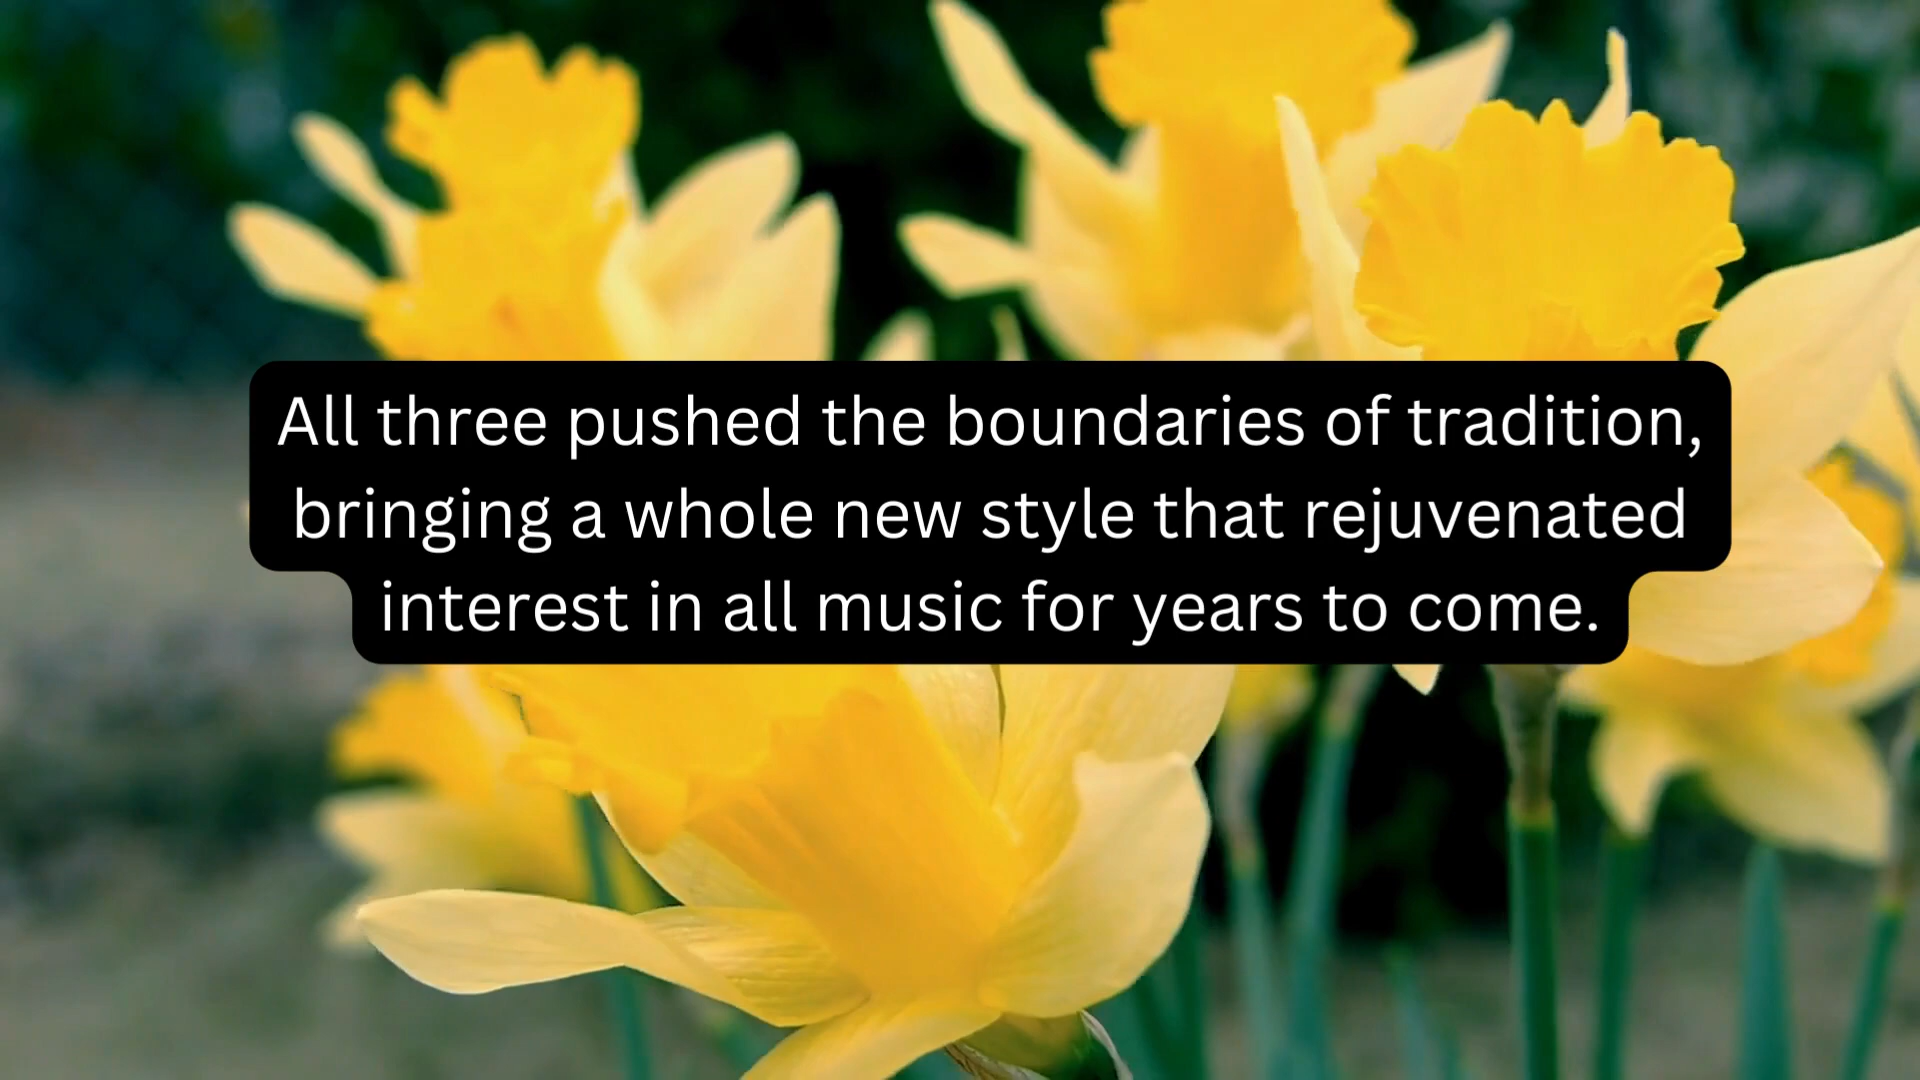 All three pushed the boundaries of tradition,
bringing a whole new style that rejuvenated
interest in all music for years to come.